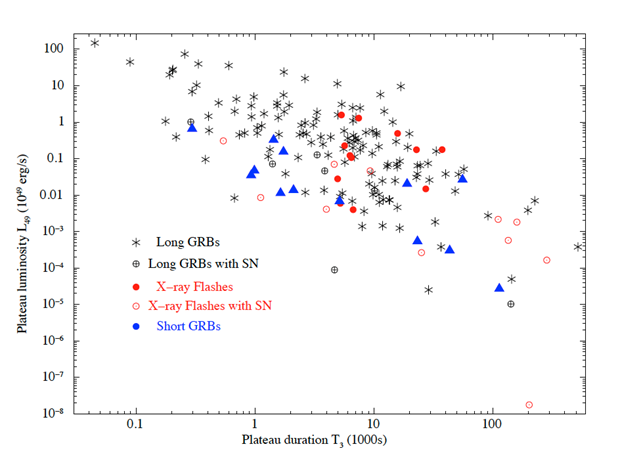 100
10
1
0.1
0.01
10⁻³
10⁻⁴
10⁻⁵
10⁻⁶
10⁻⁷
10⁻⁸
Plateau luminosity L₄₉ (10⁴⁹ erg/s)
Long GRBs
Long GRBs with SN
X-ray Flashes
X-ray Flashes with SN
Short GRBs
0.1 1 10 100
Plateau duration T₃ (1000s)